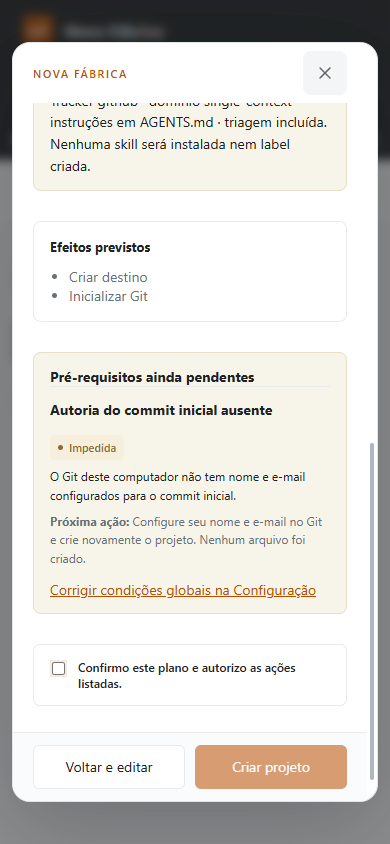 NOVA FÁBRICA
Tracker github · domínio single-context ·
instruções em AGENTS.md · triagem incluída.
Nenhuma skill será instalada nem label
criada.
Efeitos previstos
Criar destino
Inicializar Git
Pré-requisitos ainda pendentes
Autoria do commit inicial ausente
Impedida
O Git deste computador não tem nome e e-mail
configurados para o commit inicial.
Próxima ação: Configure seu nome e e-mail no Git
e crie novamente o projeto. Nenhum arquivo foi
criado.
Corrigir condições globais na Configuração
Confirmo este plano e autorizo as ações
listadas.
Voltar e editar
Criar projeto